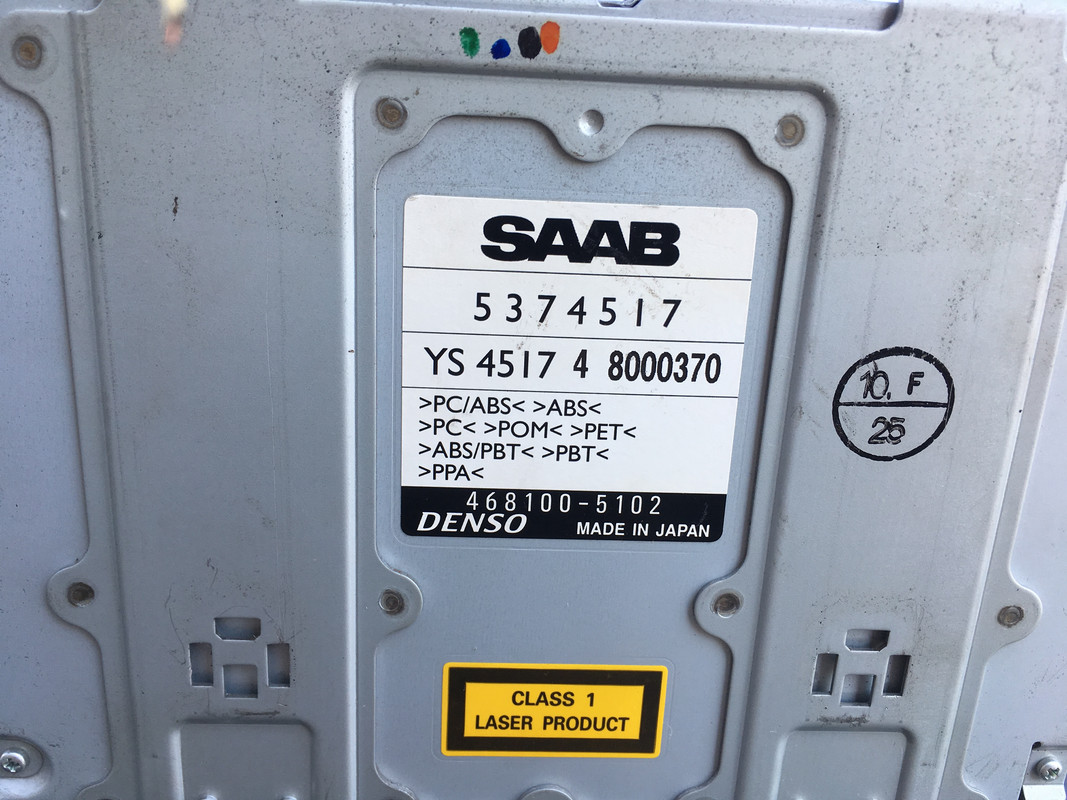 SAAB
5374517
YS 4517 4 8000370
>PC/ABS< >ABS<
>PC< >POM< >PET<
>ABS/PBT< >PBT<
>PPA<
468100-5102
DENSO MADE IN JAPAN
10. F
25
CLASS 1
LASER PRODUCT